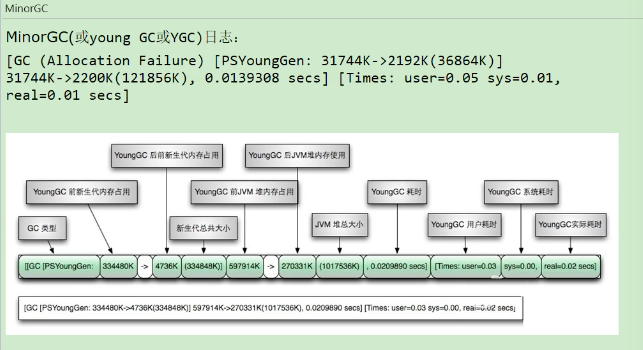 MinorGC
MinorGC(或young GC或YGC)日志：
[GC (Allocation Failure) [PSYoungGen: 31744K->2192K(36864K)]
31744K->2200K(121856K), 0.0139308 secs] [Times: user=0.05 sys=0.01,
real=0.01 secs]
YoungGC 后前新生代内存占用
YoungGC 后JVM堆内存使用
YoungGC 前新生代内存占用
YoungGC 前JVM 堆内存占用
YoungGC 耗时
YoungGC 系统耗时
GC 类型
新生代总共大小
JVM 堆总大小
YoungGC 用户耗时
YoungGC实际耗时
[[GC [PSYoungGen: 334480K -> 4736K (334848K)] 597914K -> 270331K (1017536K) , 0.0209890 secs] [Times: user=0.03 sys=0.00, real=0.02 secs]
[GC [PSYoungGen: 334480K->4736K(334848K)] 597914K->270331K(1017536K), 0.0209890 secs] [Times: user=0.03 sys=0.00, real=0.02 secs]